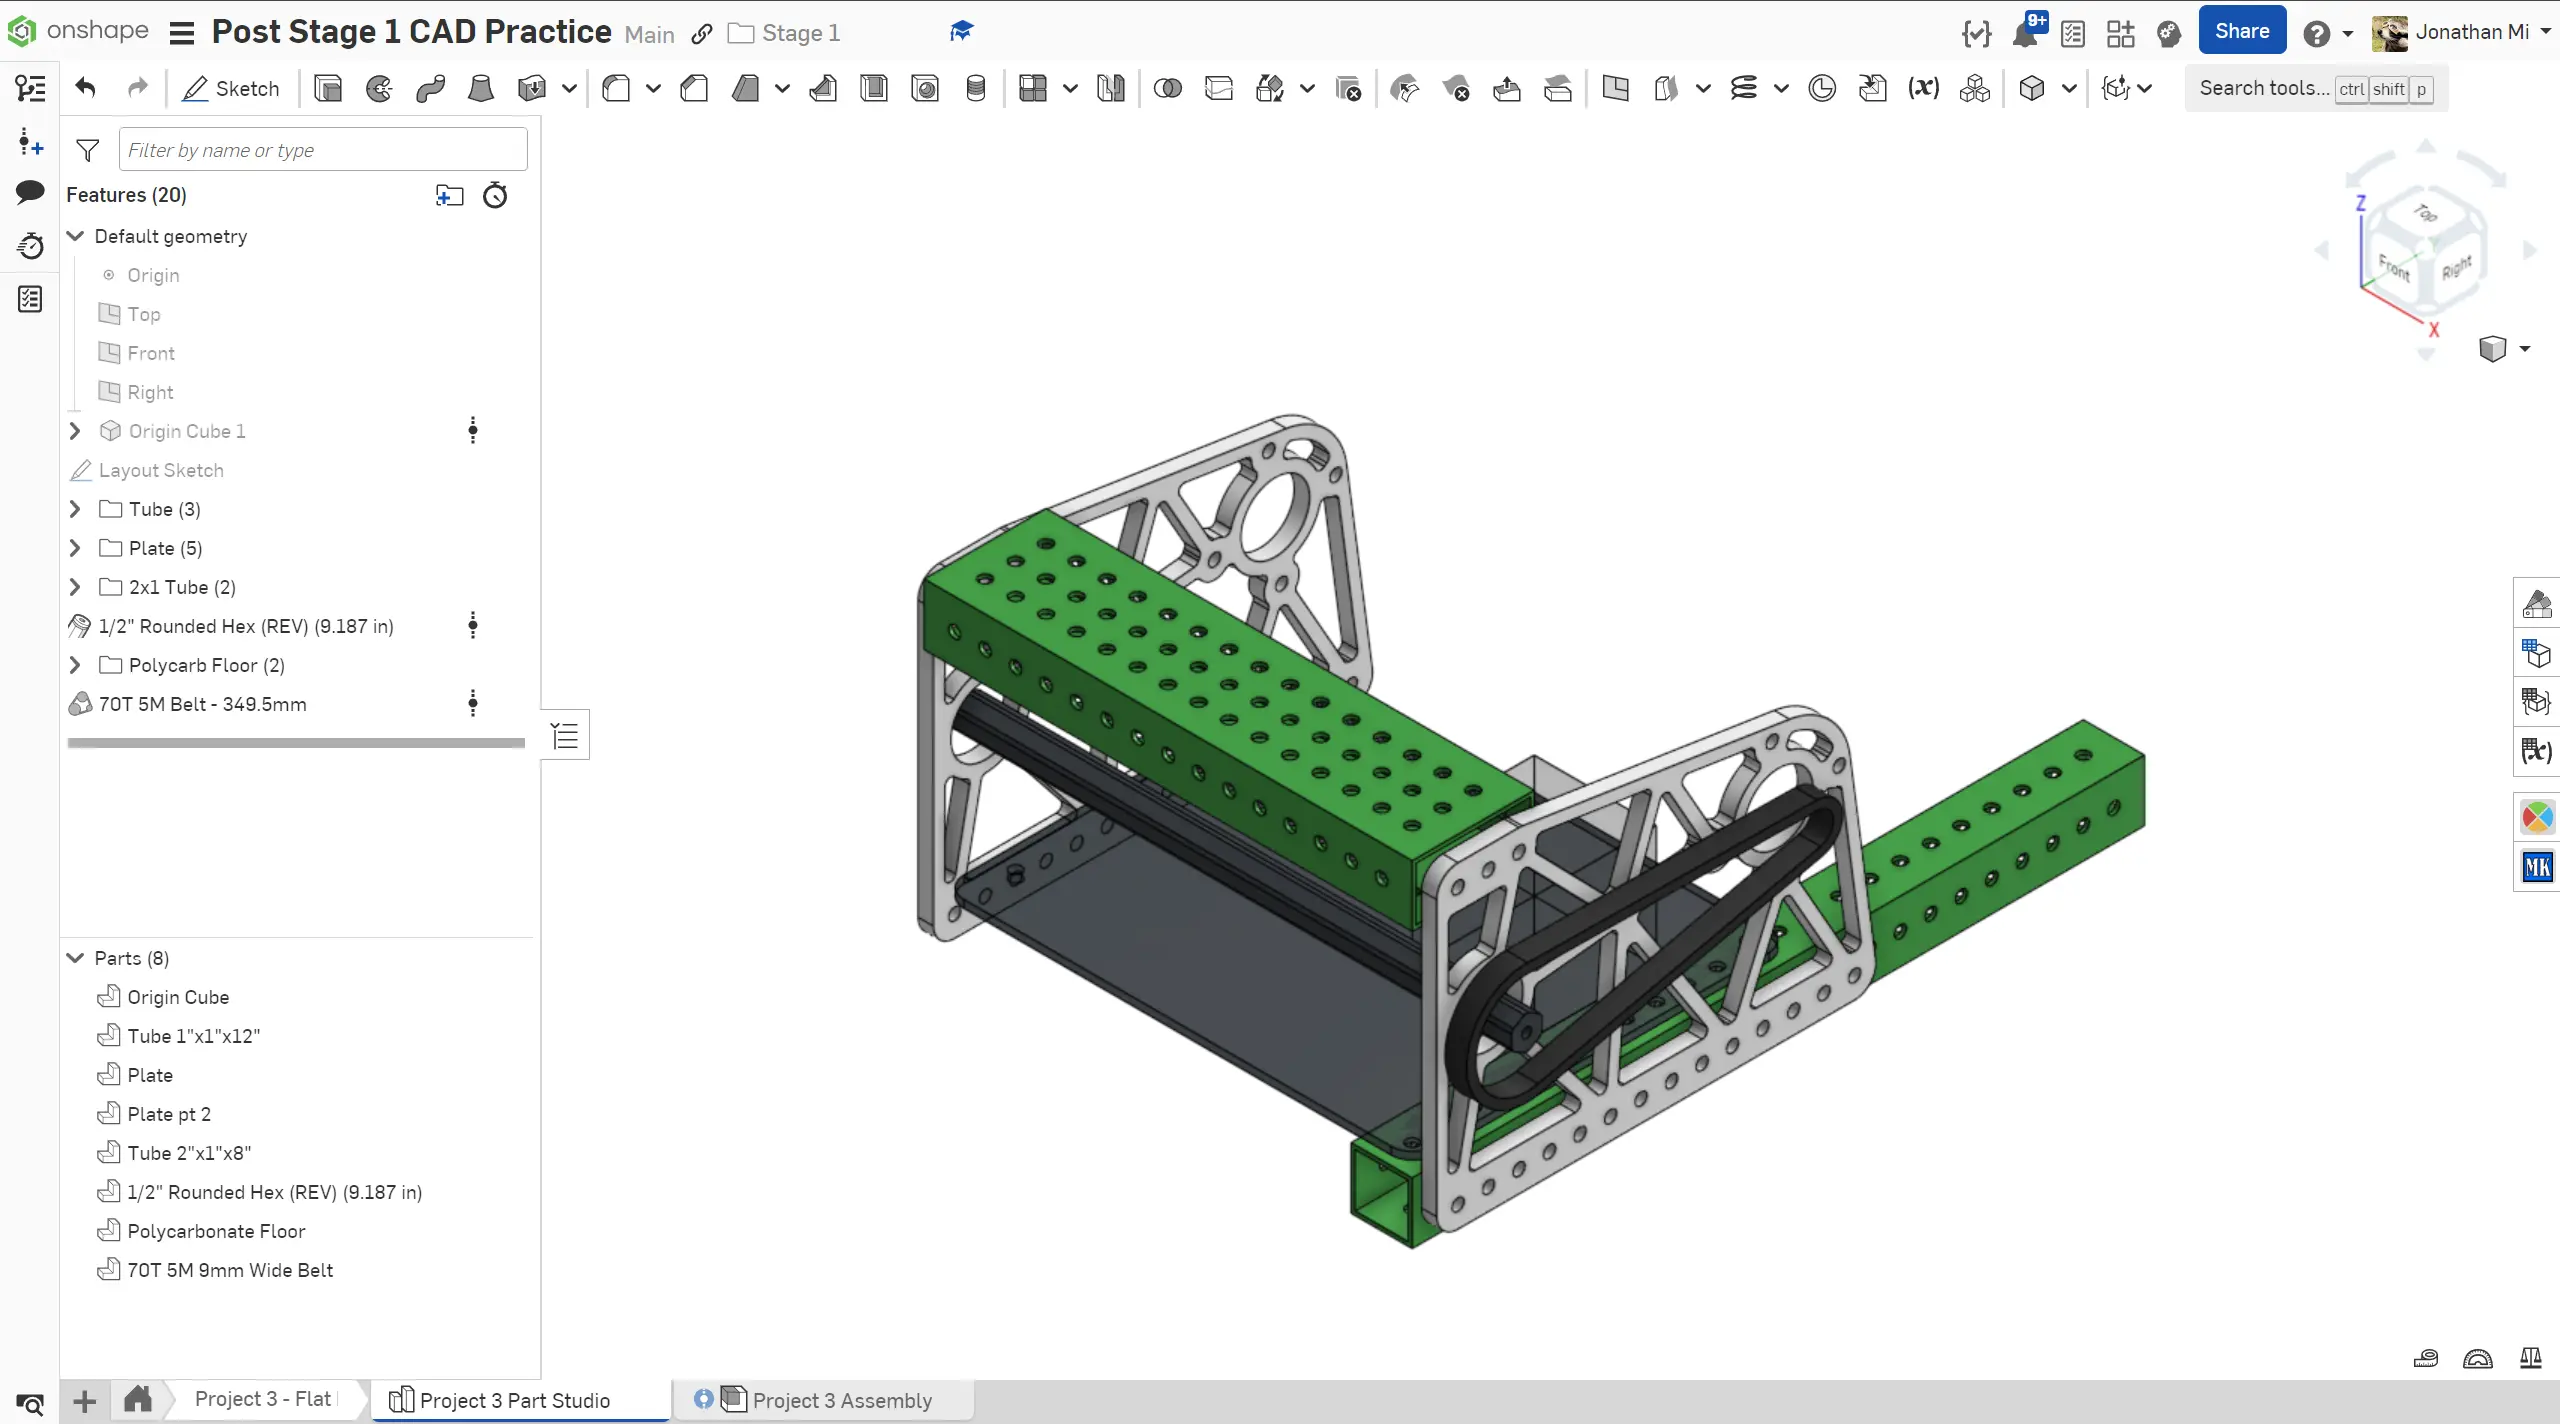 onshape Post Stage 1 CAD Practice Main Stage 1 9+ Share Jonathan Mi
Sketch Search tools... ctrl shift p
Filter by name or type
Features (20)
Default geometry
Origin
Top
Front
Right
Origin Cube 1
Layout Sketch
Tube (3)
Plate (5)
2x1 Tube (2)
1/2" Rounded Hex (REV) (9.187 in)
Polycarb Floor (2)
70T 5M Belt - 349.5mm
Parts (8)
Origin Cube
Tube 1"x1"x12"
Plate
Plate pt 2
Tube 2"x1"x8"
1/2" Rounded Hex (REV) (9.187 in)
Polycarbonate Floor
70T 5M 9mm Wide Belt
Z
Top
Front Right
X
(x)
(x)
MK
Project 3 - Flat Project 3 Part Studio Project 3 Assembly